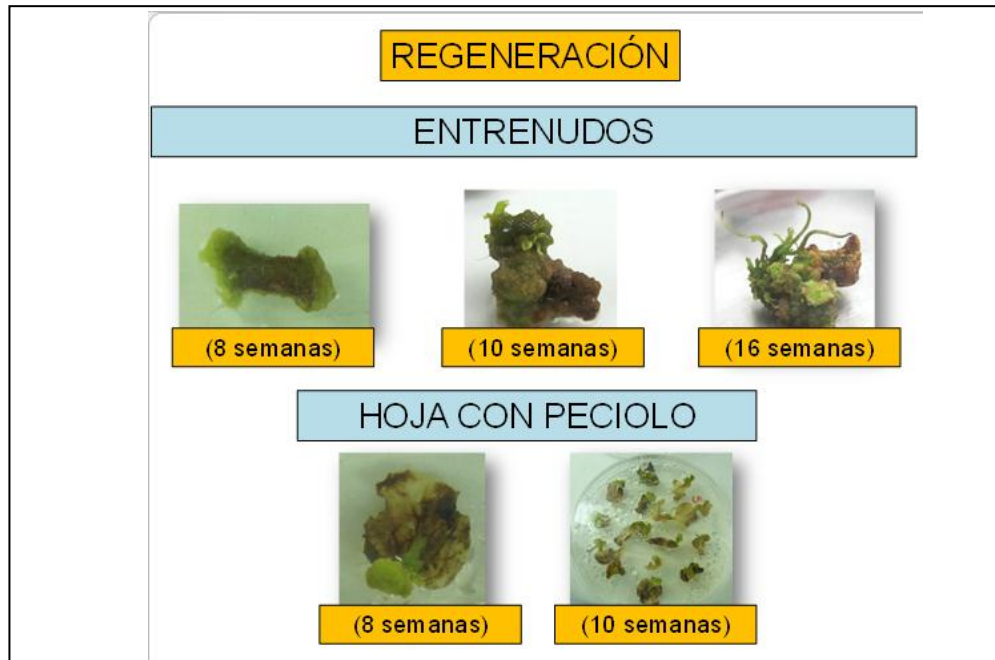 REGENERACIÓN
ENTRENUDOS
(8 semanas)
(10 semanas)
(16 semanas)
HOJA CON PECIOLO
(8 semanas)
(10 semanas)